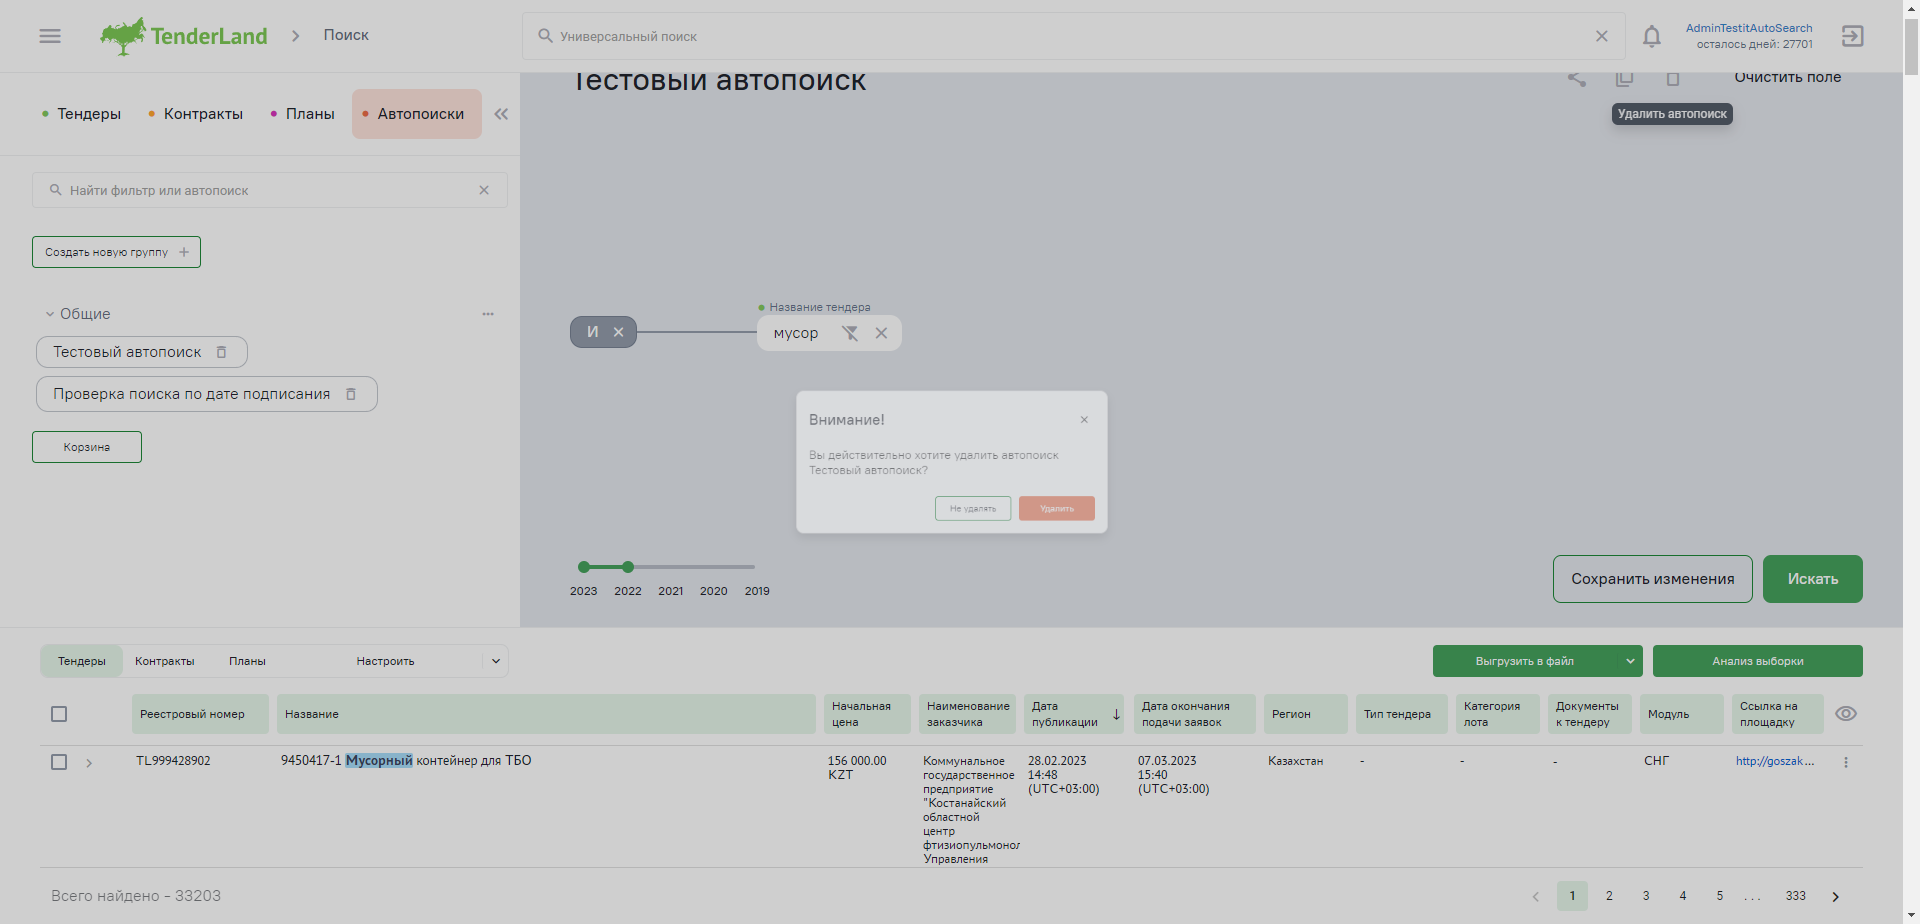 TenderLand
Поиск
Универсальный поиск
AdminTestitAutoSearch
осталось дней: 27701
Тендеры
Контракты
Планы
Автопоиски
Тестовый автопоиск
Очистить поле
Удалить автопоиск
Найти фильтр или автопоиск
Создать новую группу
Общие
Тестовый автопоиск
Проверка поиска по дате подписания
Корзина
И
Название тендера
мусор
Внимание!
Вы действительно хотите удалить автопоиск
Тестовый автопоиск?
Не удалять
Удалить
2023 2022 2021 2020 2019
Сохранить изменения
Искать
Тендеры Контракты Планы Настроить
Выгрузить в файл
Анализ выборки
Реестровый номер
Название
Начальная
цена
Наименование
заказчика
Дата
публикации
Дата окончания
подачи заявок
Регион
Тип тендера
Категория
лота
Документы
к тендеру
Модуль
Ссылка на
площадку
TL999428902
9450417-1 Мусорный контейнер для ТБО
156 000.00
KZT
Коммунальное
государственное
предприятие
"Костанайский
областной
центр
фтизиопульмонол
Управления
28.02.2023
14:48
(UTC+03:00)
07.03.2023
15:40
(UTC+03:00)
Казахстан
-
-
-
СНГ
http://goszak...
Всего найдено - 33203
1 2 3 4 5 ... 333